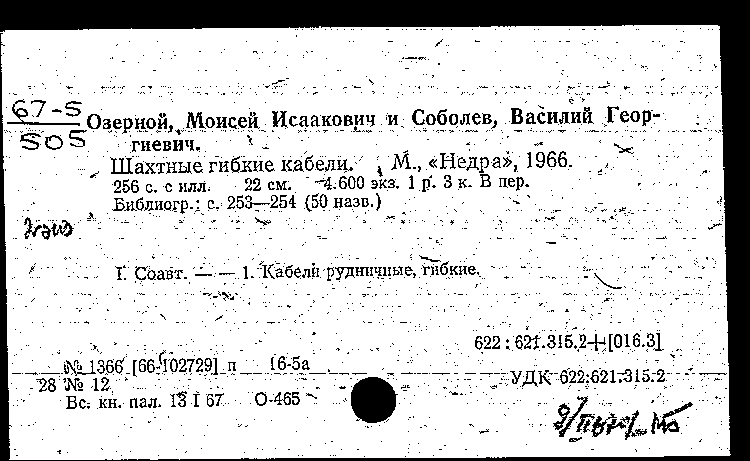 67-5
505
Озерной, Моисей Исаакович и Соболев, Василий Геор-
гиевич.
Шахтные гибкие кабели. М., «Недра», 1966.
256 с. с илл. 22 см. 4.600 экз. 1 р. 3 к. В пер.
Библиогр.: с. 253—254 (50 назв.)
I. Соавт. — — 1. Кабели рудничные, гибкие.
622 : 621.315.2+[016.3]
№ 1366 [66-102729] п 16-5а
28 № 12
УДК 622:621.315.2
Вс. кн. пал. 13 I 67 О-465